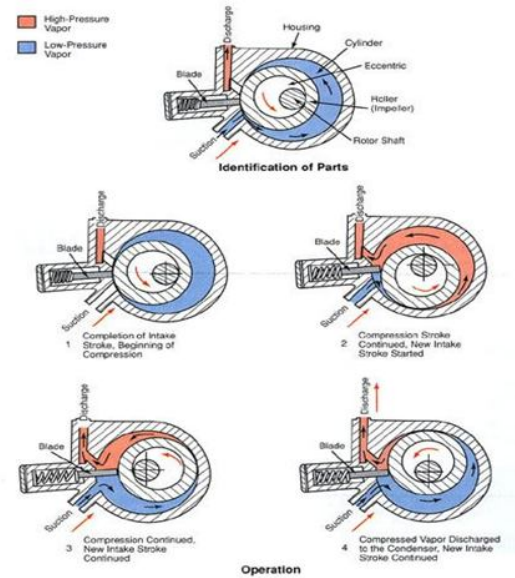 High-Pressure
Vapor
Low-Pressure
Vapor
Discharge
Housing
Cylinder
Eccentric
Blade
Roller
(Impeller)
Rotor Shaft
Suction
Identification of Parts
Discharge
Blade
Suction
1 Completion of Intake
Stroke, Beginning of
Compression
Discharge
Blade
Suction
2 Compression Stroke
Continued, New Intake
Stroke Started
Discharge
Blade
Suction
3 Compression Continued,
New Intake Stroke
Continued
Discharge
Blade
Suction
4 Compressed Vapor Discharged
to the Condenser, New Intake
Stroke Continued
Operation